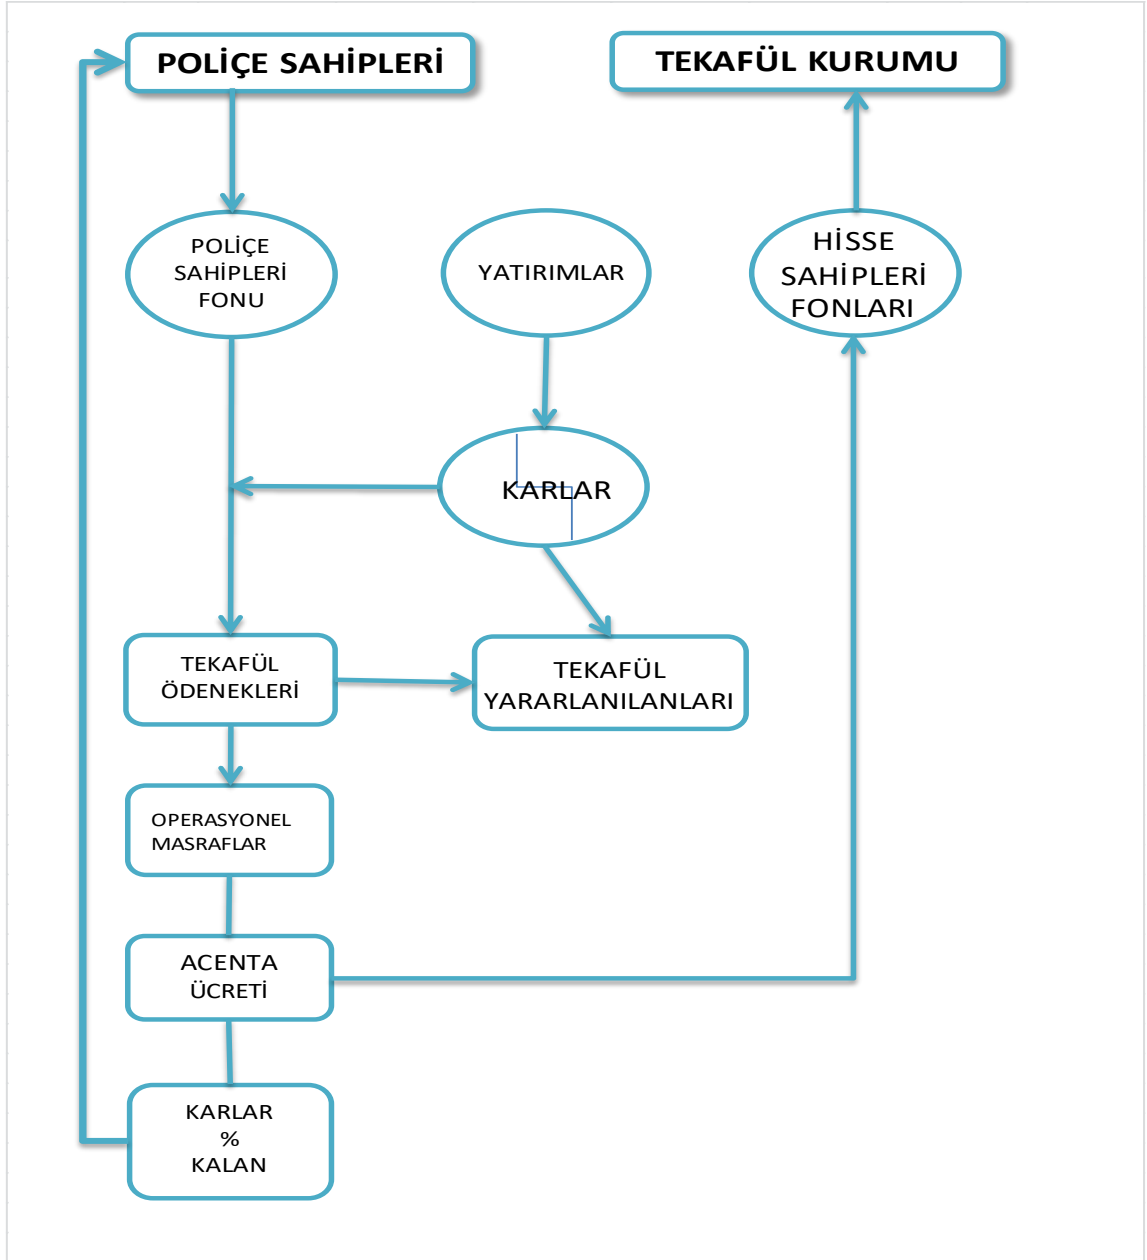 POLİÇE SAHİPLERİ
TEKAFÜL KURUMU
POLİÇE
SAHİPLERİ
FONU
YATIRIMLAR
HİSSE
SAHİPLERİ
FONLARI
KARLAR
TEKAFÜL
ÖDENEKLERİ
TEKAFÜL
YARARLANILANLARI
OPERASYONEL
MASRAFLAR
ACENTA
ÜCRETİ
KARLAR
%
KALAN